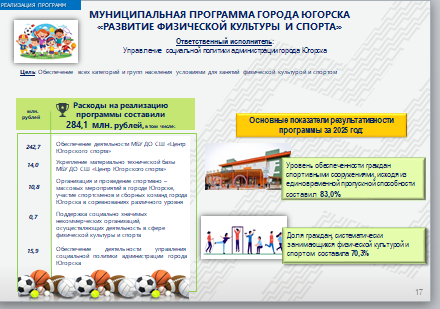 РЕАЛИЗАЦИЯ ПРОГРАММ
МУНИЦИПАЛЬНАЯ ПРОГРАММА ГОРОДА ЮГОРСКА
«РАЗВИТИЕ ФИЗИЧЕСКОЙ КУЛЬТУРЫ И СПОРТА»
Ответственный исполнитель:
Управление социальной политики администрации города Югорска
Цель: Обеспечение всех категорий и групп населения условиями для занятий физической культурой и спортом
млн. рублей
Расходы на реализацию
программы составили
284,1 млн. рублей, в том числе:
242,7
Обеспечение деятельности МБУ ДО СШ «Центр
Югорского спорта»
14,0
Укрепление материально технической базы
МБУ ДО СШ «Центр Югорского спорта»
10,8
Организация и проведение спортивно –
массовых мероприятий в городе Югорске,
участие спортсменов и сборных команд города
Югорска в соревнованиях различного уровня
0,7
Поддержка социально значимых
некоммерческих организаций,
осуществляющих деятельность в сфере
физической культуры и спорта
15,9
Обеспечение деятельности управления
социальной политики администрации города
Югорска
Основные показатели результативности
программы за 2025 год:
Уровень обеспеченности граждан
спортивными сооружениями, исходя из
единовременной пропускной способности
составил 83,0%
Доля граждан, систематически
занимающихся физической культурой и
спортом составила 70,3%
17